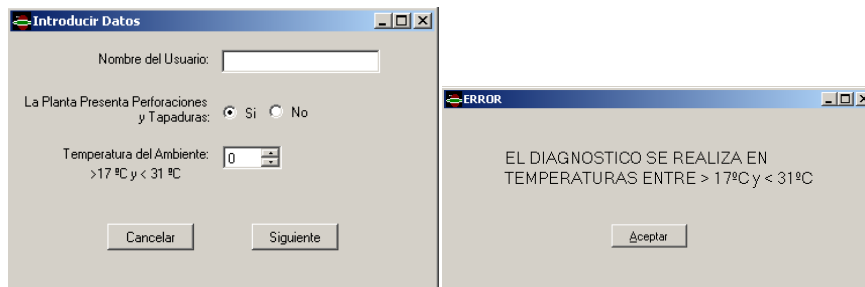 Introducir Datos
Nombre del Usuario:
La Planta Presenta Perforaciones
y Tapaduras:
Si
No
Temperatura del Ambiente:
0
>17 ºC y < 31 ºC
Cancelar
Siguiente
ERROR
EL DIAGNOSTICO SE REALIZA EN
TEMPERATURAS ENTRE > 17ºC y < 31ºC
Aceptar